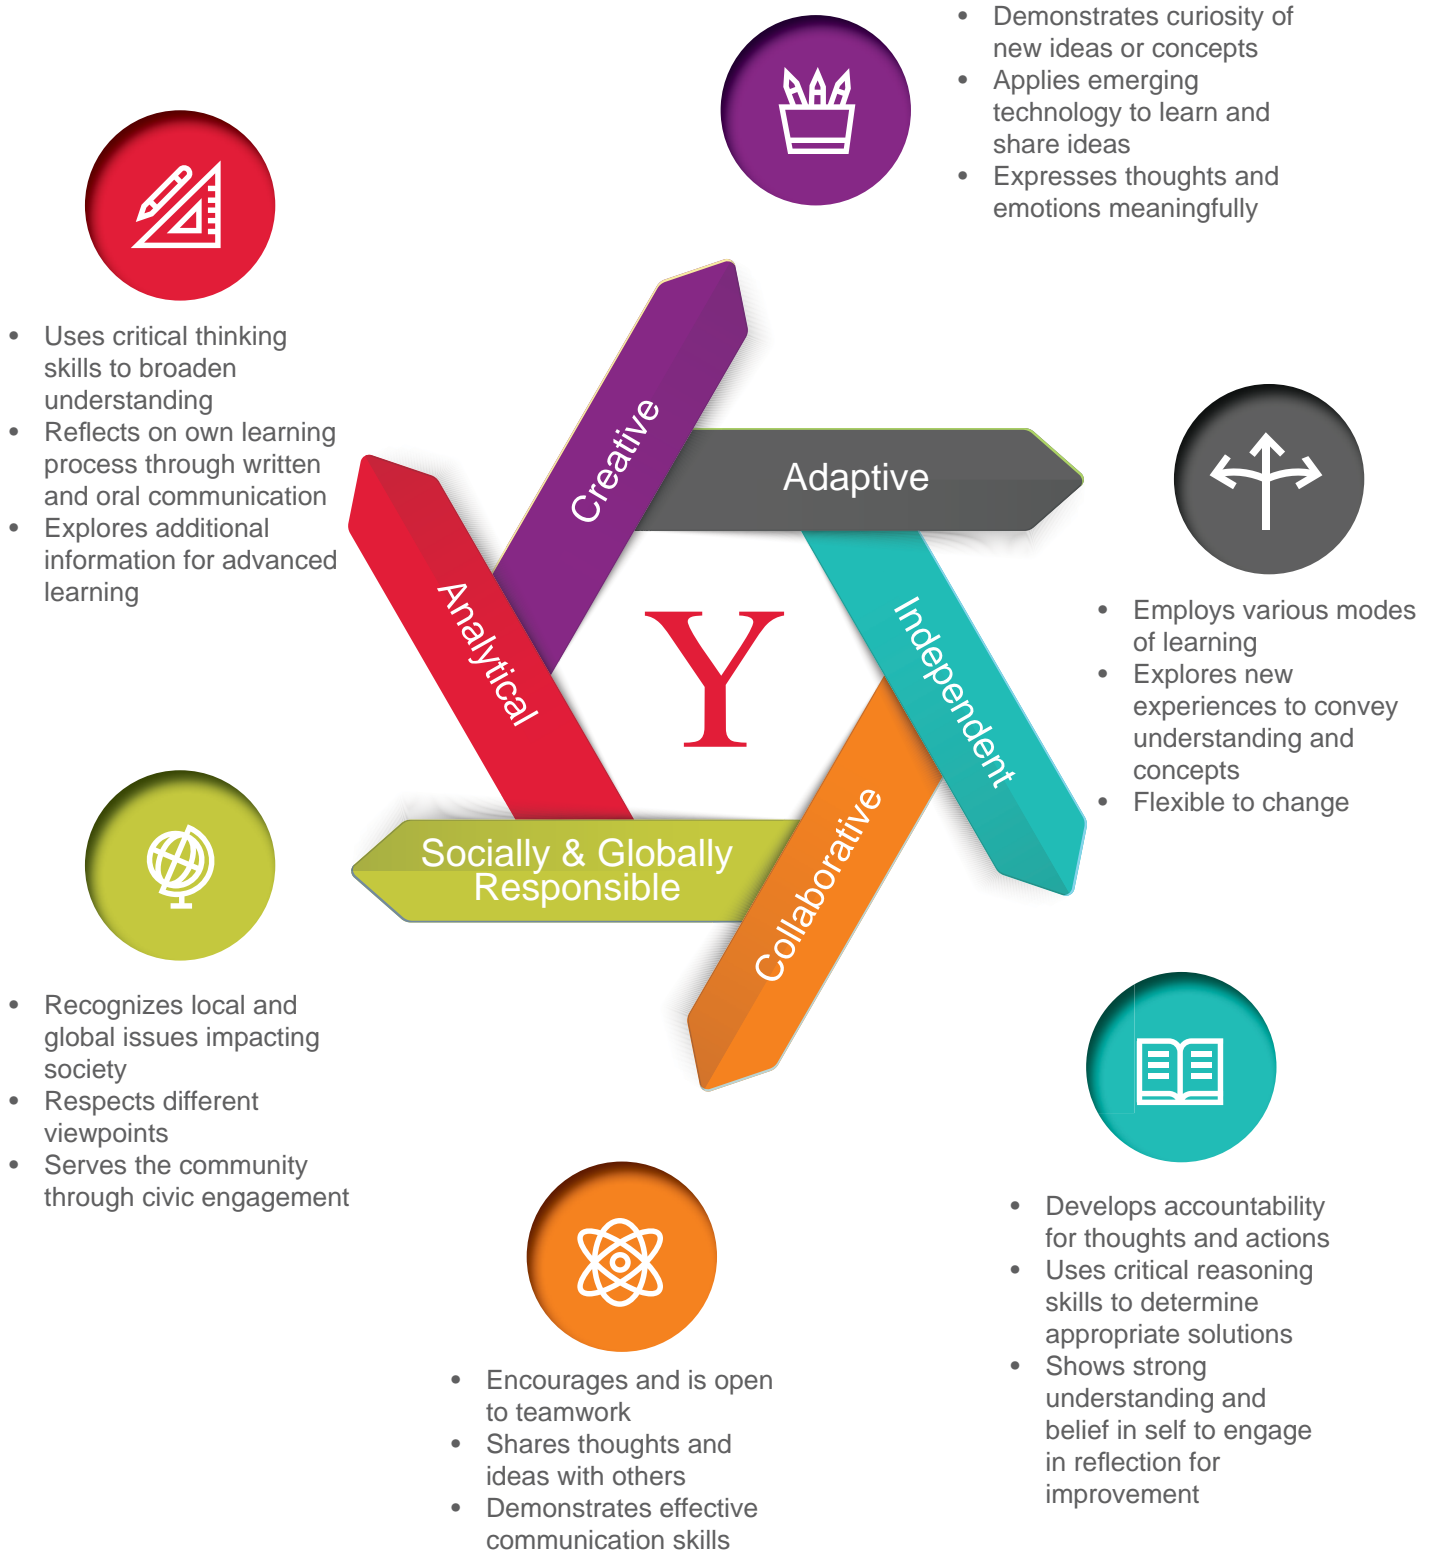 • Demonstrates curiosity of
new ideas or concepts
• Applies emerging
technology to learn and
share ideas
• Expresses thoughts and
emotions meaningfully
• Uses critical thinking
skills to broaden
understanding
• Reflects on own learning
process through written
and oral communication
• Explores additional
information for advanced
learning
Creative
Adaptive
Analytical
Y
Independent
• Employs various modes
of learning
• Explores new
experiences to convey
understanding and
concepts
• Flexible to change
Socially & Globally
Responsible
Collaborative
• Recognizes local and
global issues impacting
society
• Respects different
viewpoints
• Serves the community
through civic engagement
• Develops accountability
for thoughts and actions
• Uses critical reasoning
skills to determine
appropriate solutions
• Shows strong
understanding and
belief in self to engage
in reflection for
improvement
• Encourages and is open
to teamwork
• Shares thoughts and
ideas with others
• Demonstrates effective
communication skills